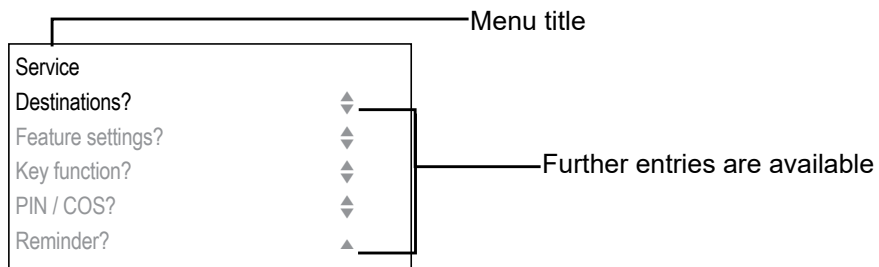 Menu title
Service
Destinations?
Feature settings?
Key function?
Further entries are available
PIN / COS?
Reminder?